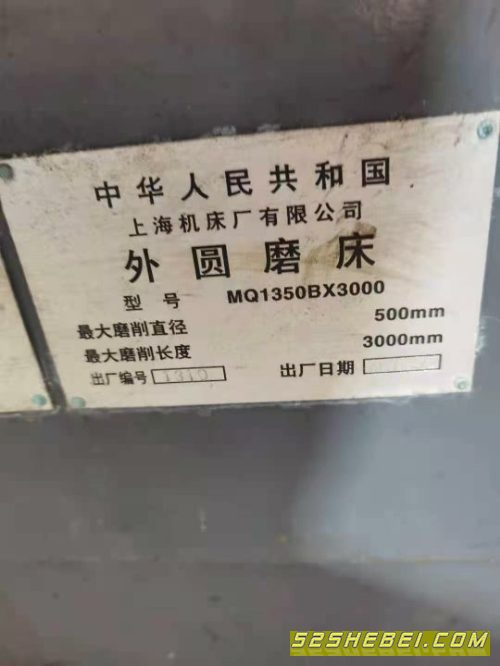 中华人民共和国
上海机床厂有限公司
外圆磨床
型号 MQ1350BX3000
最大磨削直径 500mm
最大磨削长度 3000mm
出厂编号 1310 出厂日期
52SHEBEI.COM